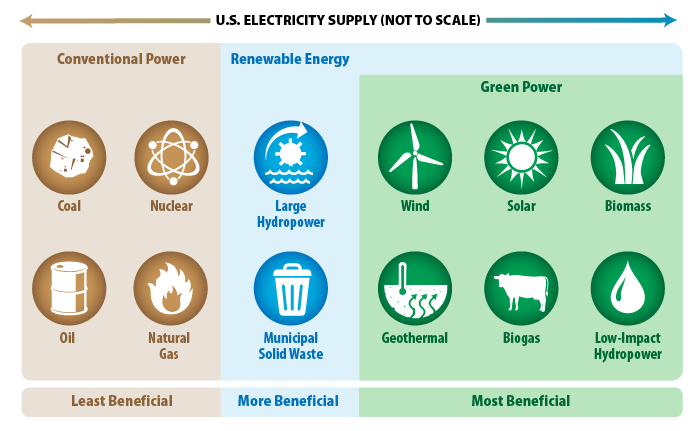 U.S. ELECTRICITY SUPPLY (NOT TO SCALE)
Conventional Power
Renewable Energy
Green Power
Coal
Nuclear
Large
Hydropower
Wind
Solar
Biomass
Oil
Natural
Gas
Municipal
Solid Waste
Geothermal
Biogas
Low-Impact
Hydropower
Least Beneficial
More Beneficial
Most Beneficial